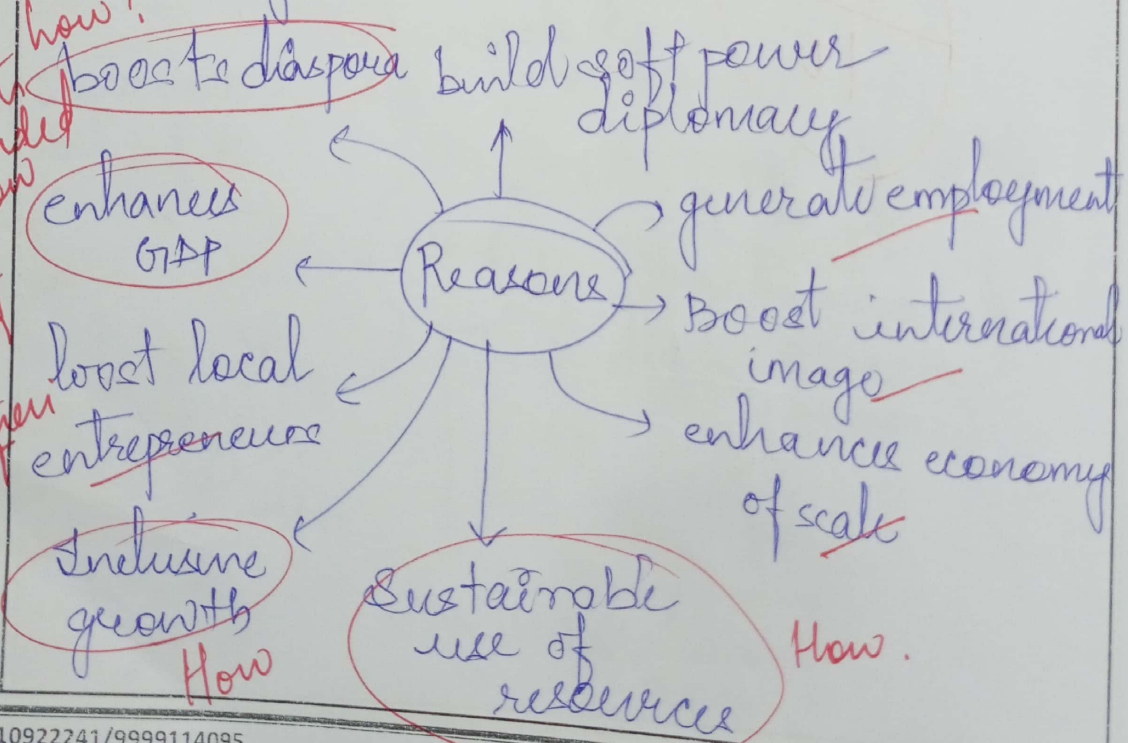 how?
boosts diaspora
build soft power
diplomacy
enhances
GDP
generate employment
Reasons
Boost international
image
boost local
entrepreneurs
enhances economy
of scale
Inclusive
growth
How
Sustainable
use of
resources
How.
10922241/9999114095